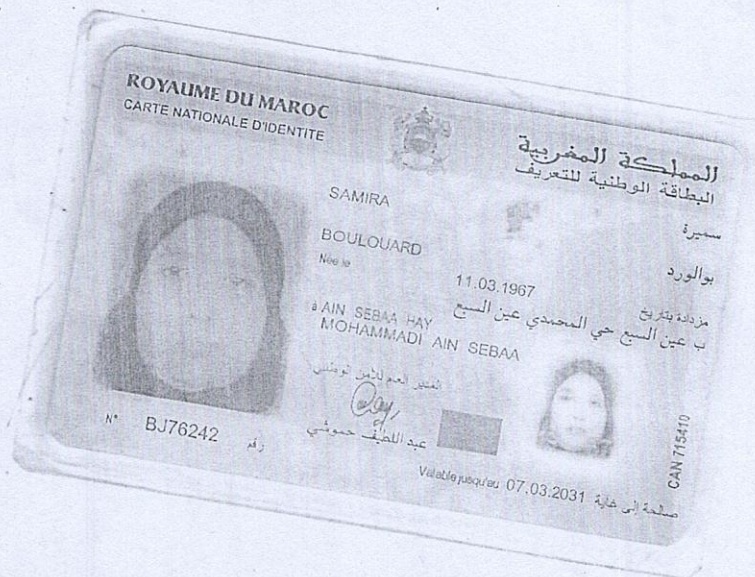 ROYAUME DU MAROC
المملكة المغربية
CARTE NATIONALE D'IDENTITE
البطاقة الوطنية للتعريف
SAMIRA
سميرة
BOULOUARD
بوالورد
Née le
11.03.1967
مزدادة بتاريخ
ب عين السبع حي المحمدي عين السبع
à AIN SEBAA HAY
MOHAMMADI AIN SEBAA
المدير العام للأمن الوطني
عبد اللطيف حموشي
N° BJ76242 رقم
CAN 715410
Valable jusqu'au 07.03.2031 صالحة إلى غاية